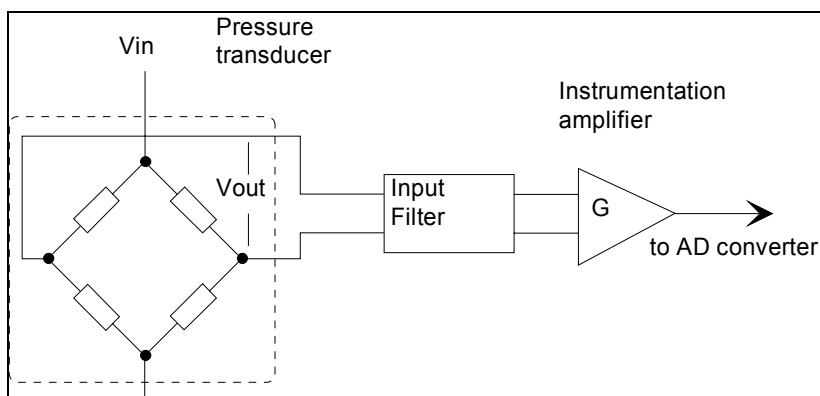 Vin
Pressure
transducer
Instrumentation
amplifier
Vout
Input
Filter
G
to AD converter